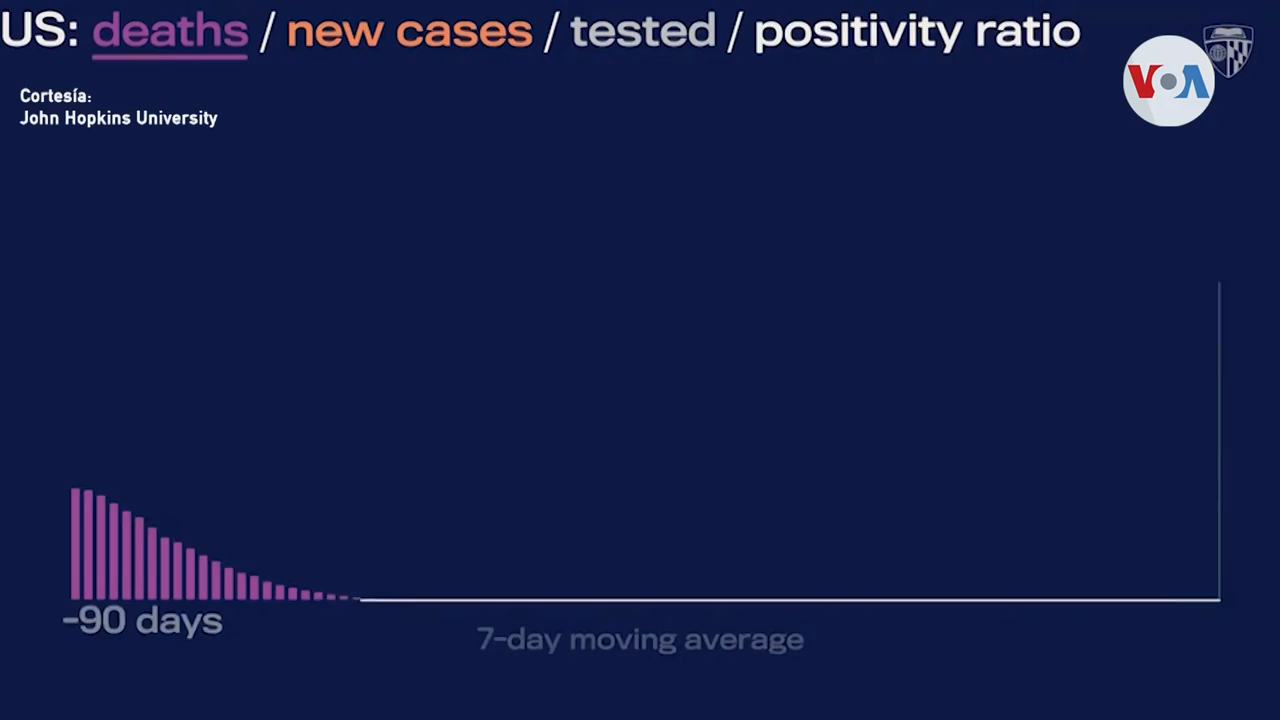 US: deaths / new cases / tested / positivity ratio
Cortesía:
John Hopkins University
VOA
-90 days
7-day moving average